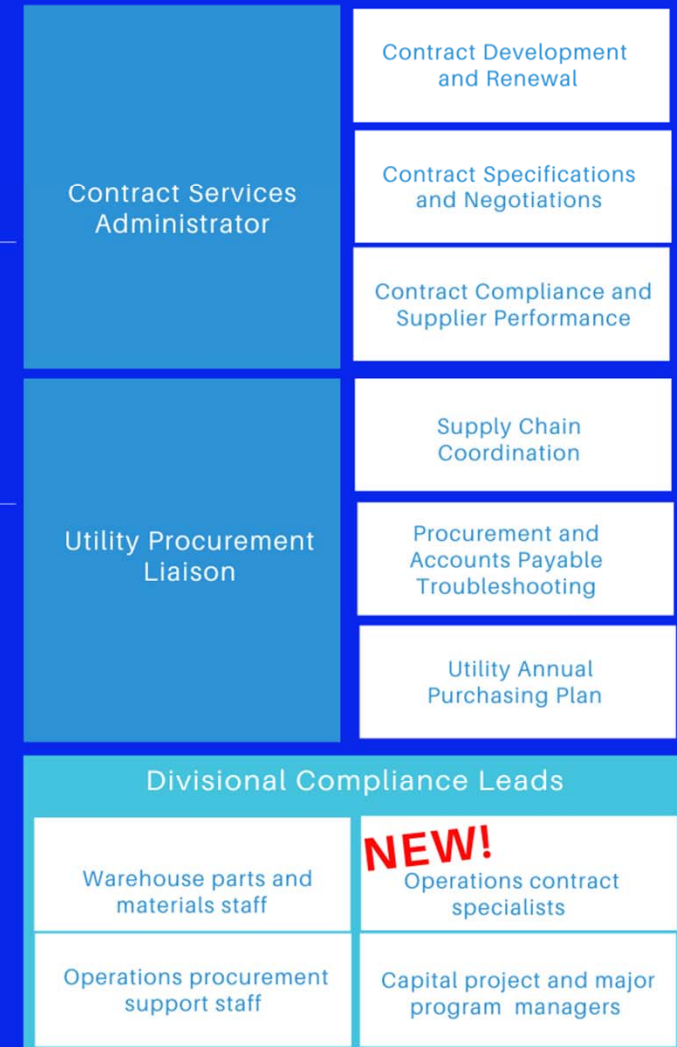 Contract Services
Administrator
Contract Development
and Renewal
Contract Specifications
and Negotiations
Contract Compliance and
Supplier Performance
Utility Procurement
Liaison
Supply Chain
Coordination
Procurement and
Accounts Payable
Troubleshooting
Utility Annual
Purchasing Plan
Divisional Compliance Leads
Warehouse parts and
materials staff
NEW!
Operations contract
specialists
Operations procurement
support staff
Capital project and major
program managers